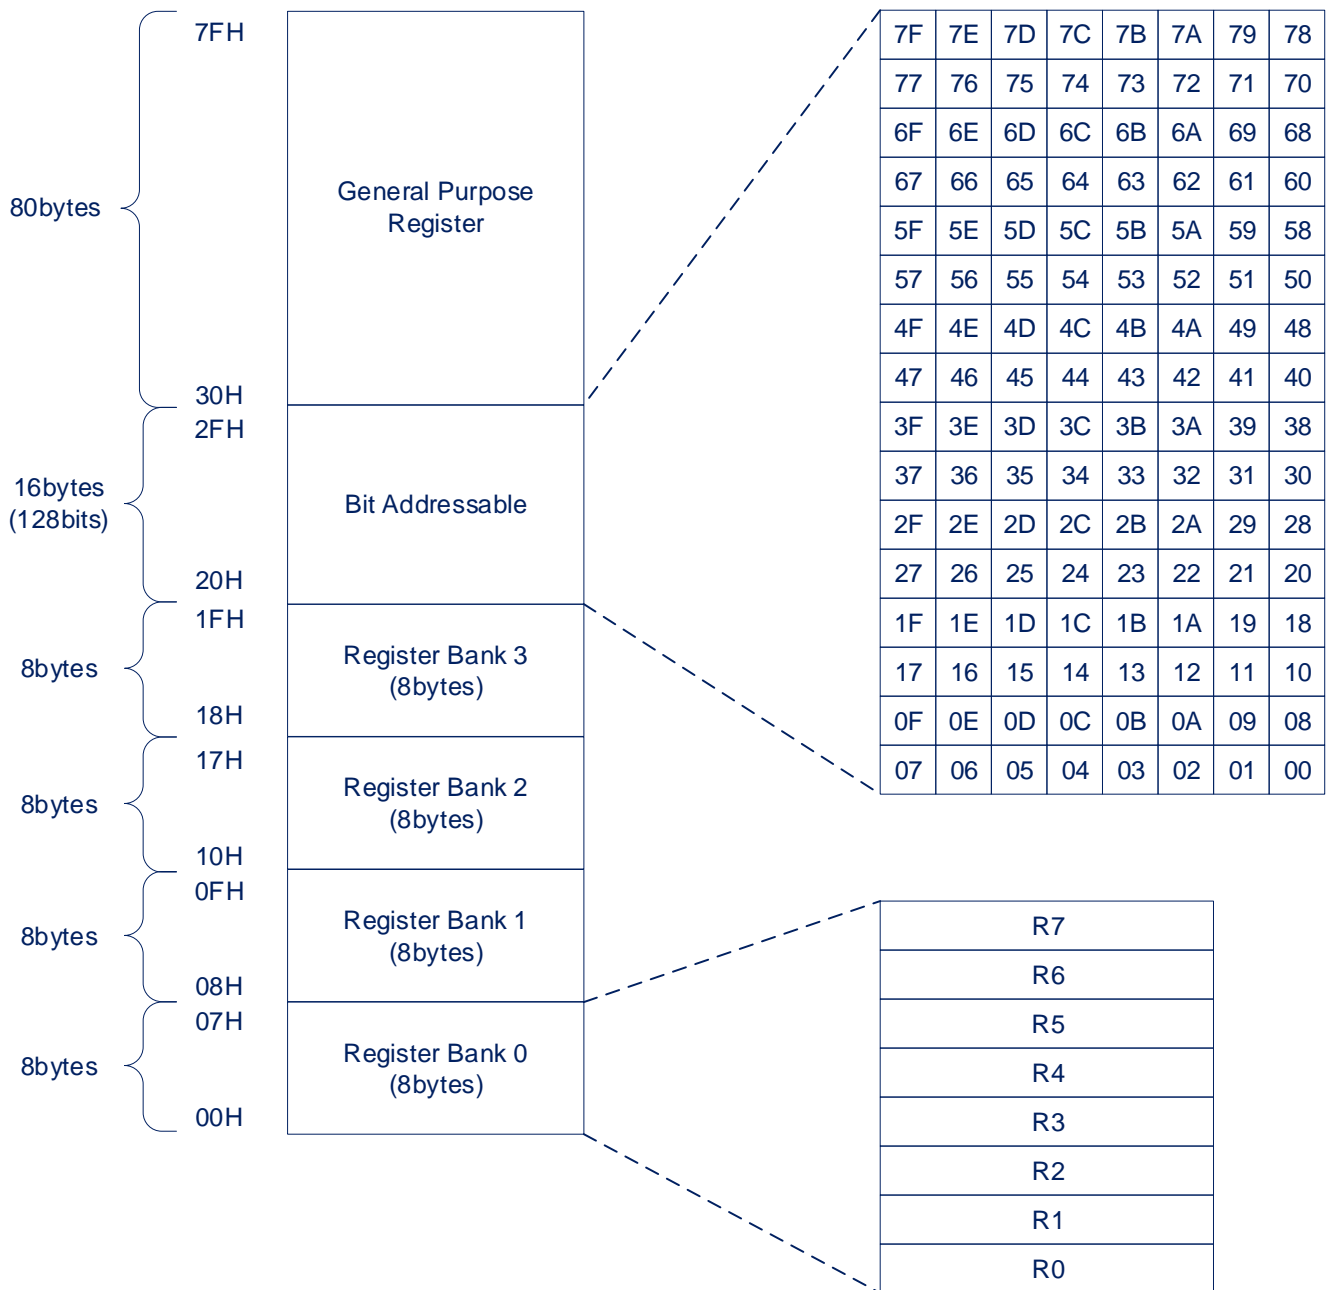 7FH
80bytes
General Purpose
Register
30H
2FH
16bytes
(128bits)
Bit Addressable
20H
1FH
8bytes
Register Bank 3
(8bytes)
18H
17H
8bytes
Register Bank 2
(8bytes)
10H
0FH
8bytes
Register Bank 1
(8bytes)
08H
07H
8bytes
Register Bank 0
(8bytes)
00H
7F 7E 7D 7C 7B 7A 79 78
77 76 75 74 73 72 71 70
6F 6E 6D 6C 6B 6A 69 68
67 66 65 64 63 62 61 60
5F 5E 5D 5C 5B 5A 59 58
57 56 55 54 53 52 51 50
4F 4E 4D 4C 4B 4A 49 48
47 46 45 44 43 42 41 40
3F 3E 3D 3C 3B 3A 39 38
37 36 35 34 33 32 31 30
2F 2E 2D 2C 2B 2A 29 28
27 26 25 24 23 22 21 20
1F 1E 1D 1C 1B 1A 19 18
17 16 15 14 13 12 11 10
0F 0E 0D 0C 0B 0A 09 08
07 06 05 04 03 02 01 00
R7
R6
R5
R4
R3
R2
R1
R0